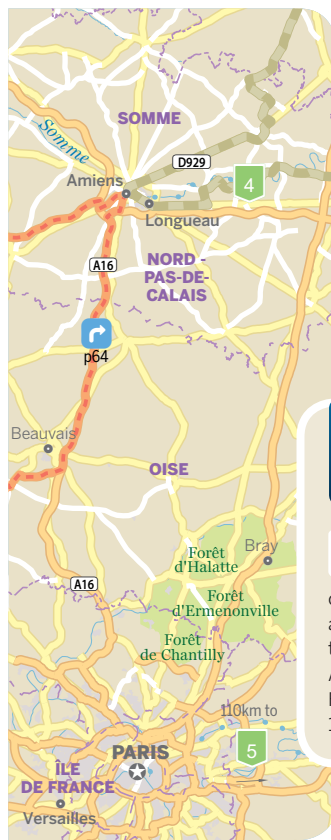 SOMME
Somme
D929
Amiens
4
Longueau
NORD -
PAS-DE-
CALAIS
A16
p64
Beauvais
OISE
Bray
Forêt
d'Halatte
A16
Forêt
d'Ermenonville
Forêt
de Chantilly
110km to
5
PARIS
ÎLE
DE FRANCE
Versailles